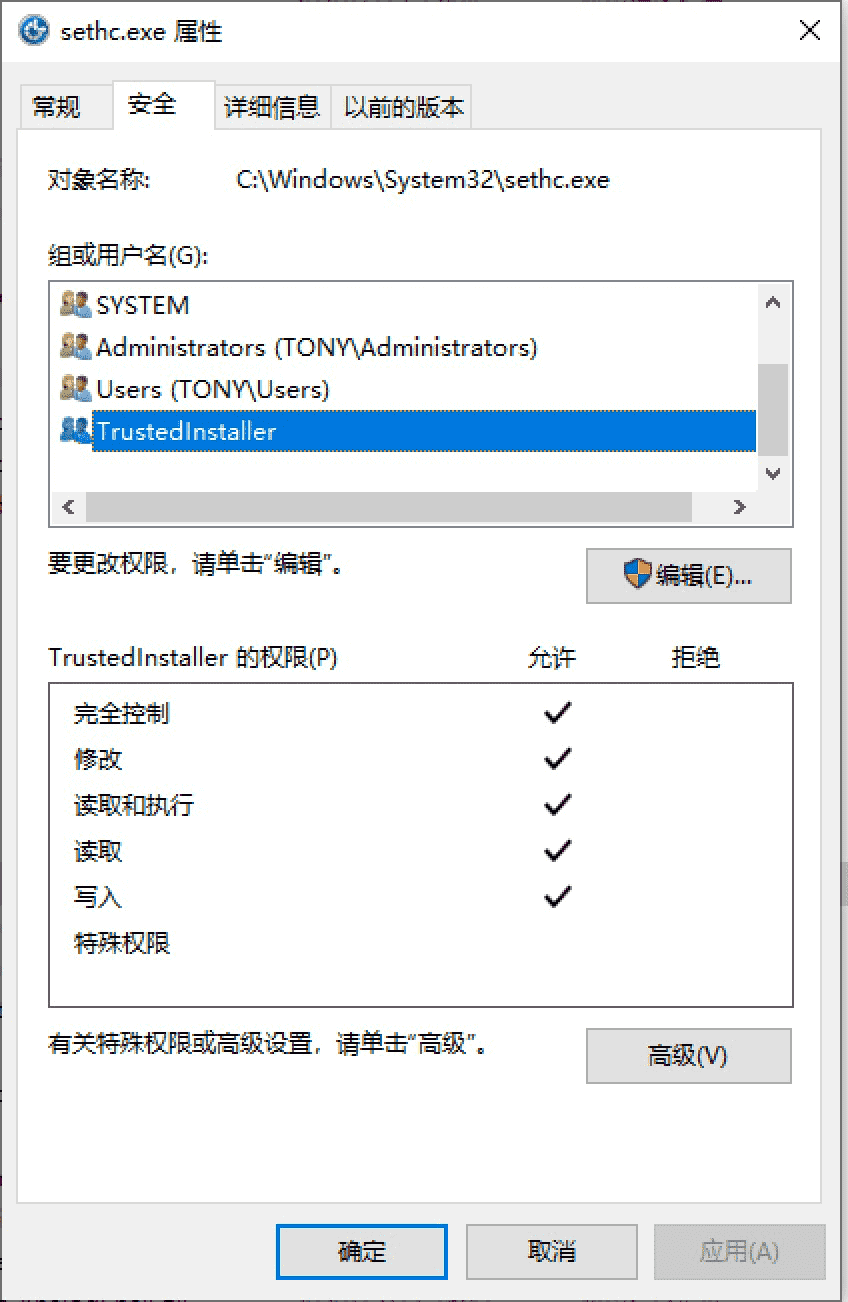 sethc.exe 属性
常规 安全 详细信息 以前的版本
对象名称: C:\Windows\System32\sethc.exe
组或用户名(G):
SYSTEM
Administrators (TONY\Administrators)
Users (TONY\Users)
TrustedInstaller
要更改权限，请单击“编辑”。 编辑(E)...
TrustedInstaller 的权限(P) 允许 拒绝
完全控制
修改
读取和执行
读取
写入
特殊权限
有关特殊权限或高级设置，请单击“高级”。 高级(V)
确定 取消 应用(A)